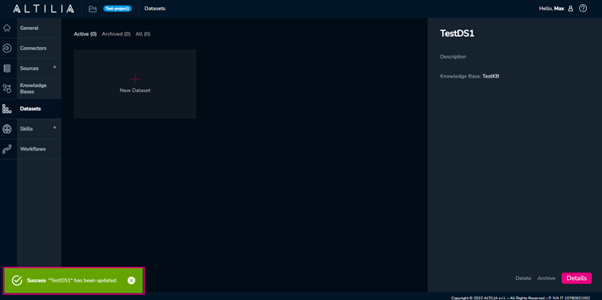 ALTILIA
Test-project1
Datasets
Hello, Max
General
Connectors
Sources
Knowledge
Bases
Datasets
Skills
Workflows
Active (0) Archived (0) All (0)
New Dataset
TestDS1
Description
Knowledge Base: TestKB
Success "TestDS1" has been updated.
Delete Archive Details
Copyright © 2022 ALTILIA s.r.l. - All Rights Reserved - P. IVA IT